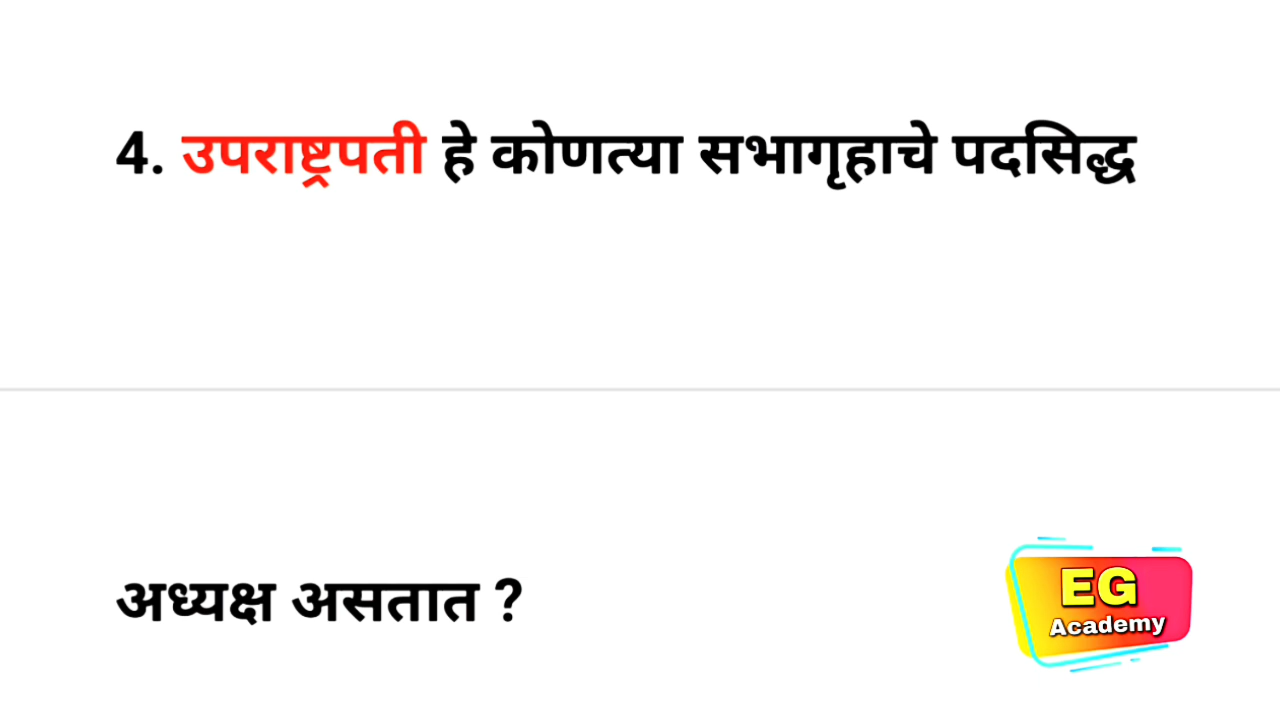 4. उपराष्ट्रपती हे कोणत्या सभागृहाचे पदसिद्ध
अध्यक्ष असतात ?
EG
Academy